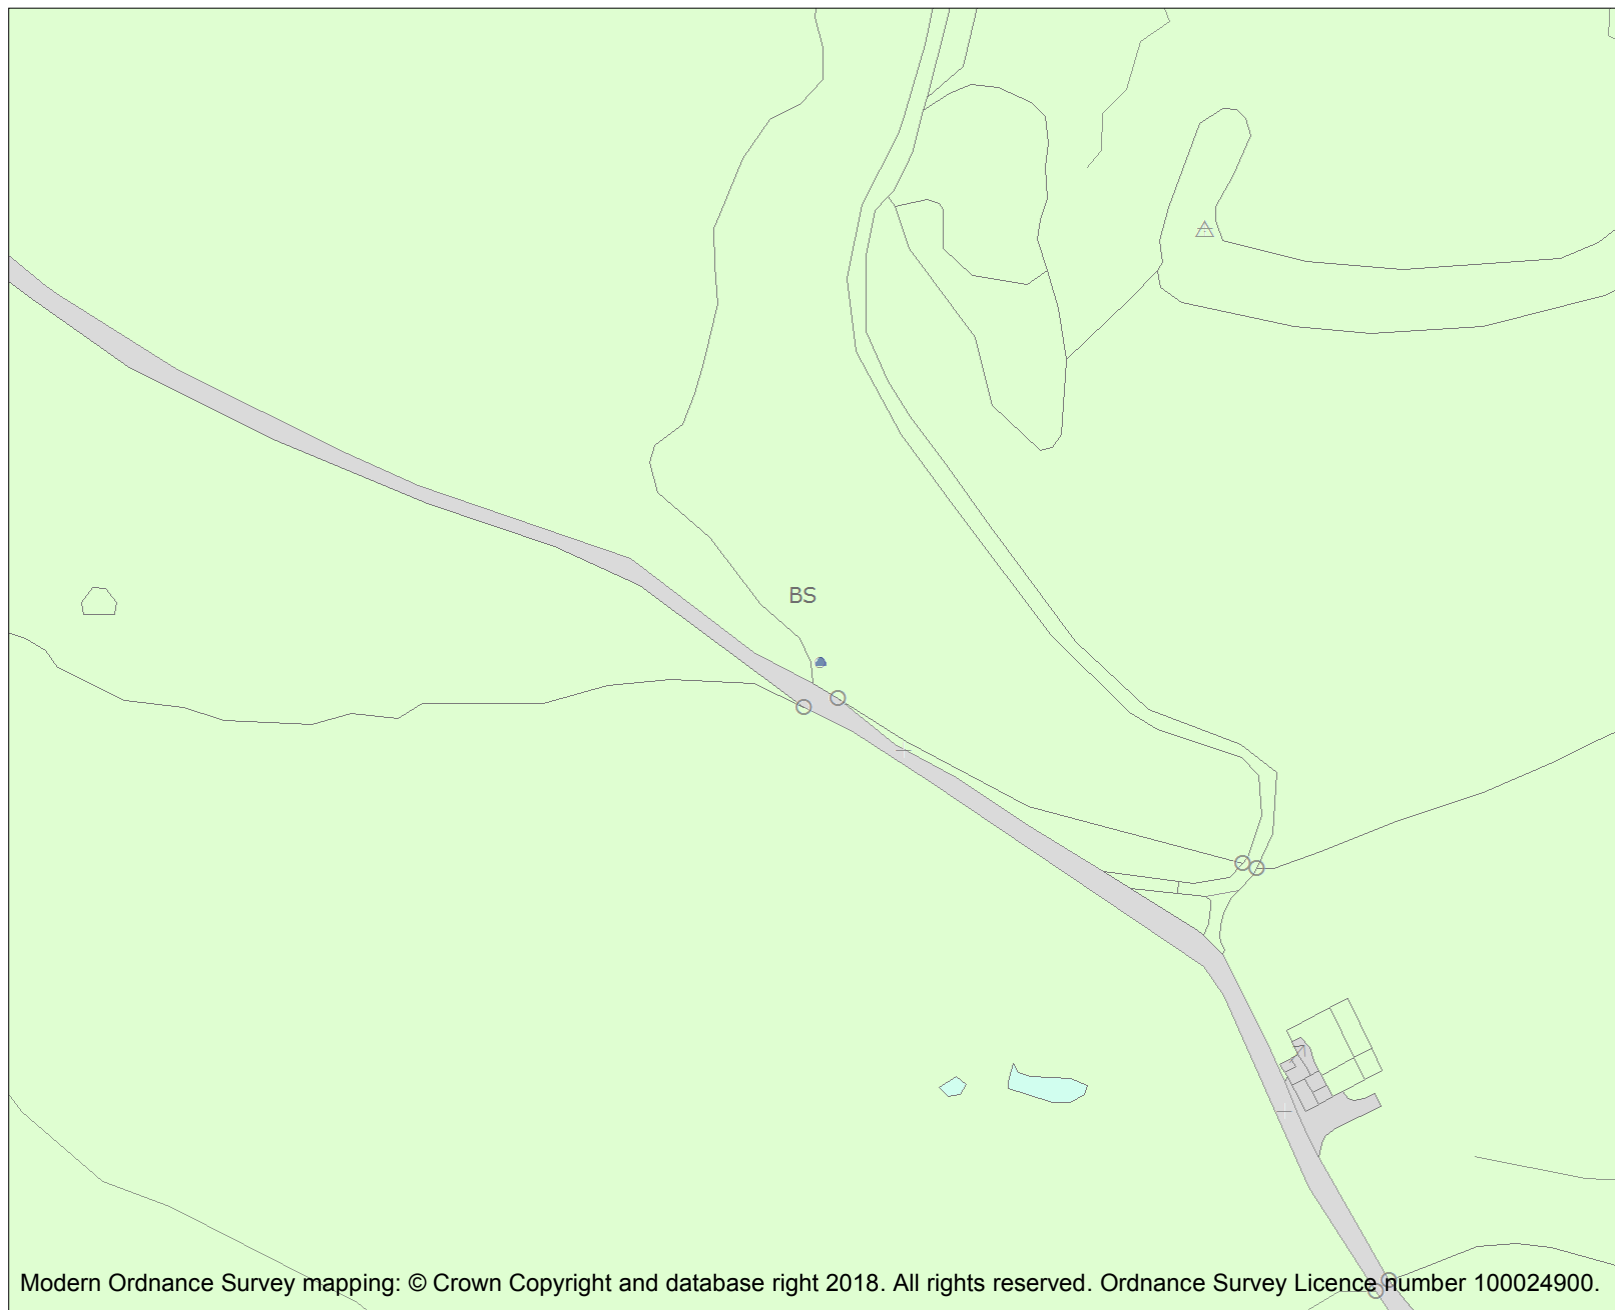 BS
Modern Ordnance Survey mapping: © Crown Copyright and database right 2018. All rights reserved. Ordnance Survey Licence number 100024900.